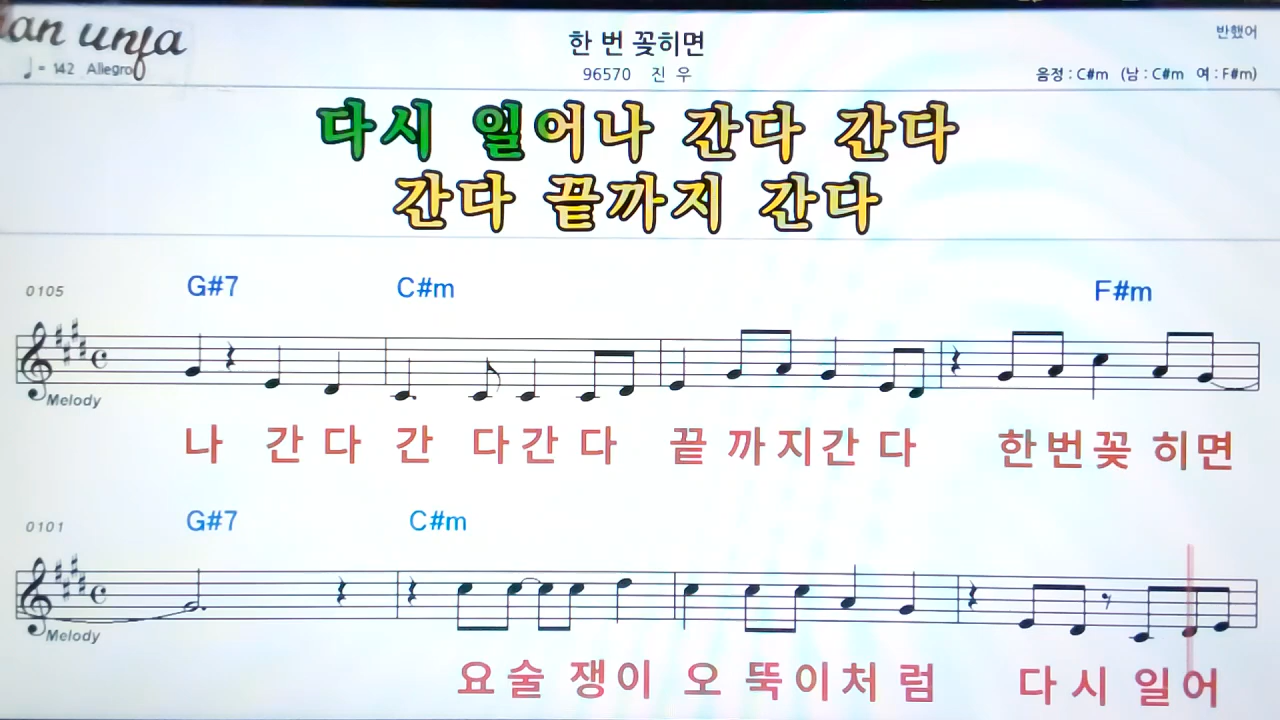 한 번 꽂히면
반했어
♩= 142 Allegro
96570 진 우
음정 : C#m (남 : C#m 여 : F#m)
다시 일어나 간다 간다
간다 끝까지 간다
0105 G#7 C#m F#m
Melody
나 간 다 간 다 간 다 끝 까 지 간 다 한 번 꽂 히 면
0101 G#7 C#m
Melody
요 술 쟁 이 오 뚝 이 처 럼 다 시 일 어